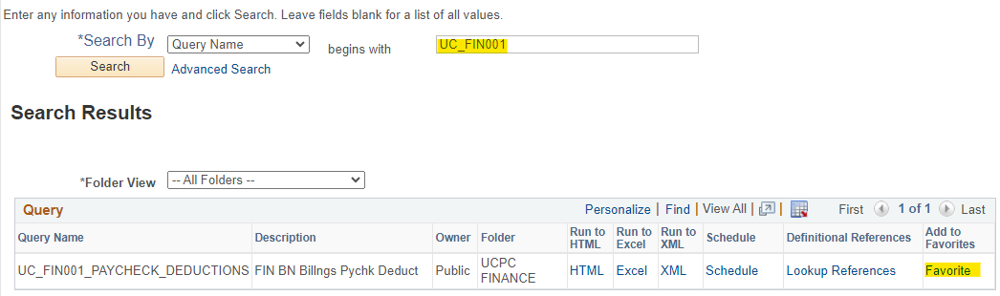 Enter any information you have and click Search. Leave fields blank for a list of all values.
*Search By Query Name begins with UC_FIN001
Search Advanced Search
Search Results
*Folder View -- All Folders --
Query Personalize | Find | View All | | First 1 of 1 Last
Query Name Description Owner Folder Run to HTML Run to Excel Run to XML Schedule Definitional References Add to Favorites
UC_FIN001_PAYCHECK_DEDUCTIONS FIN BN Billngs Pychk Deduct Public UCPC FINANCE HTML Excel XML Schedule Lookup References Favorite